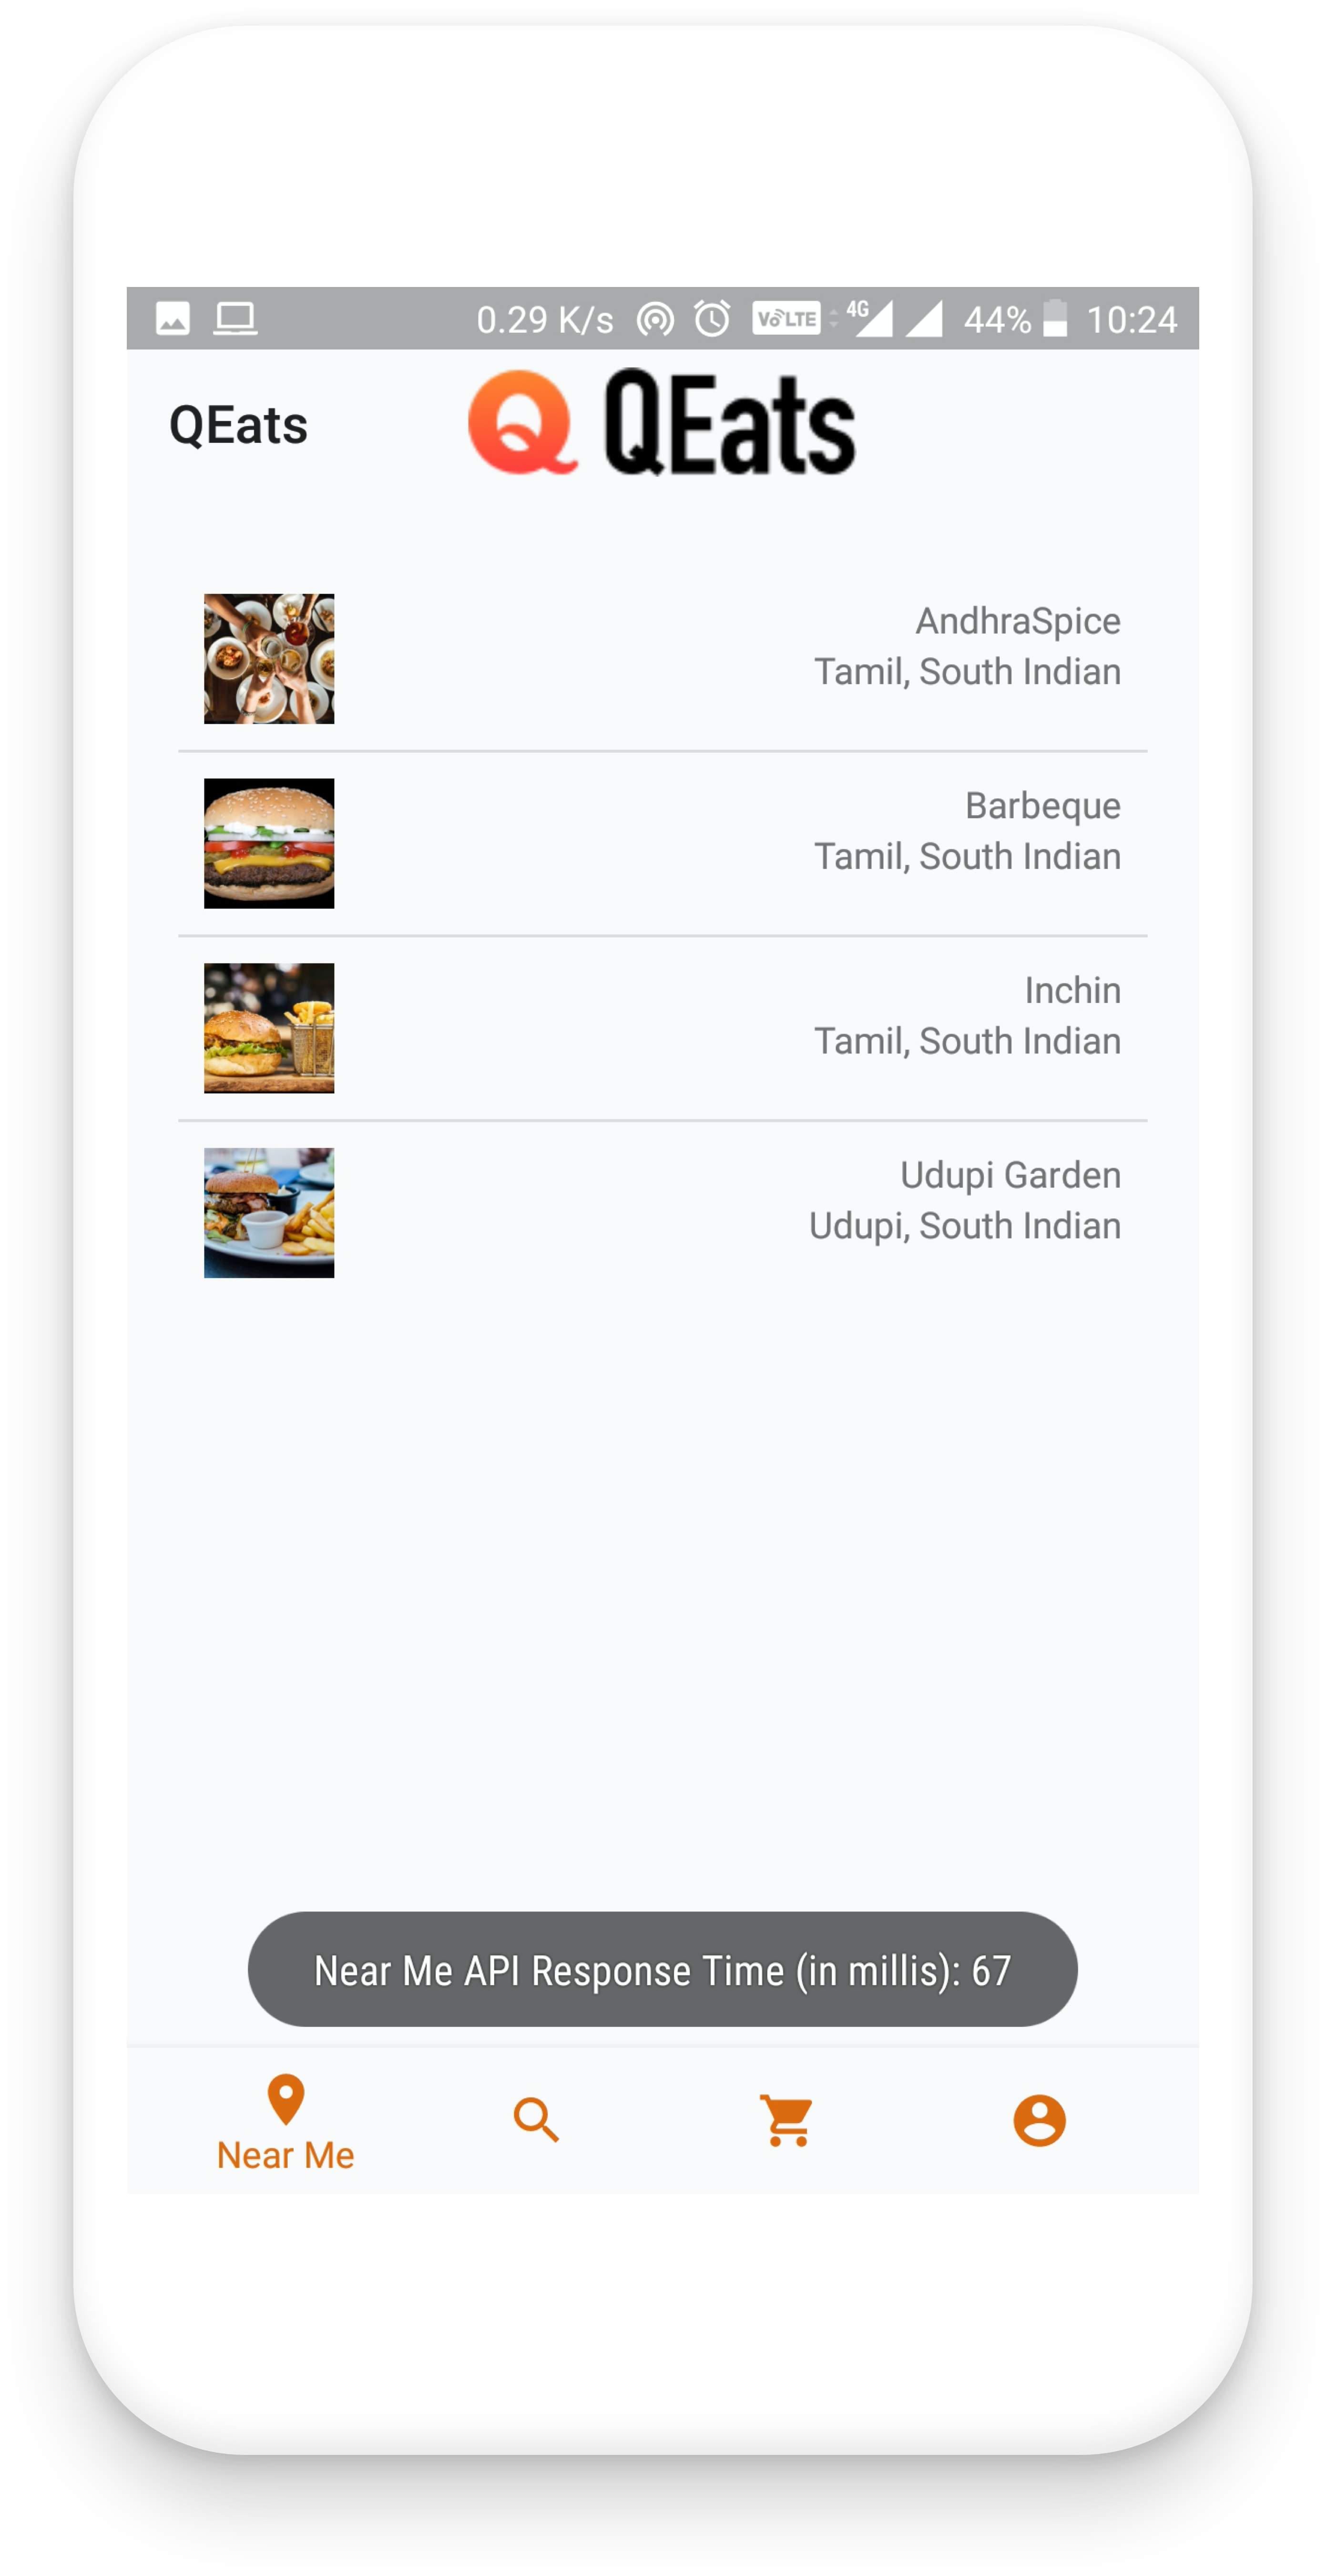 0.29 K/s VoLTE 4G 44% 10:24
QEats QEats
AndhraSpice
Tamil, South Indian
Barbeque
Tamil, South Indian
Inchin
Tamil, South Indian
Udupi Garden
Udupi, South Indian
Near Me API Response Time (in millis): 67
Near Me